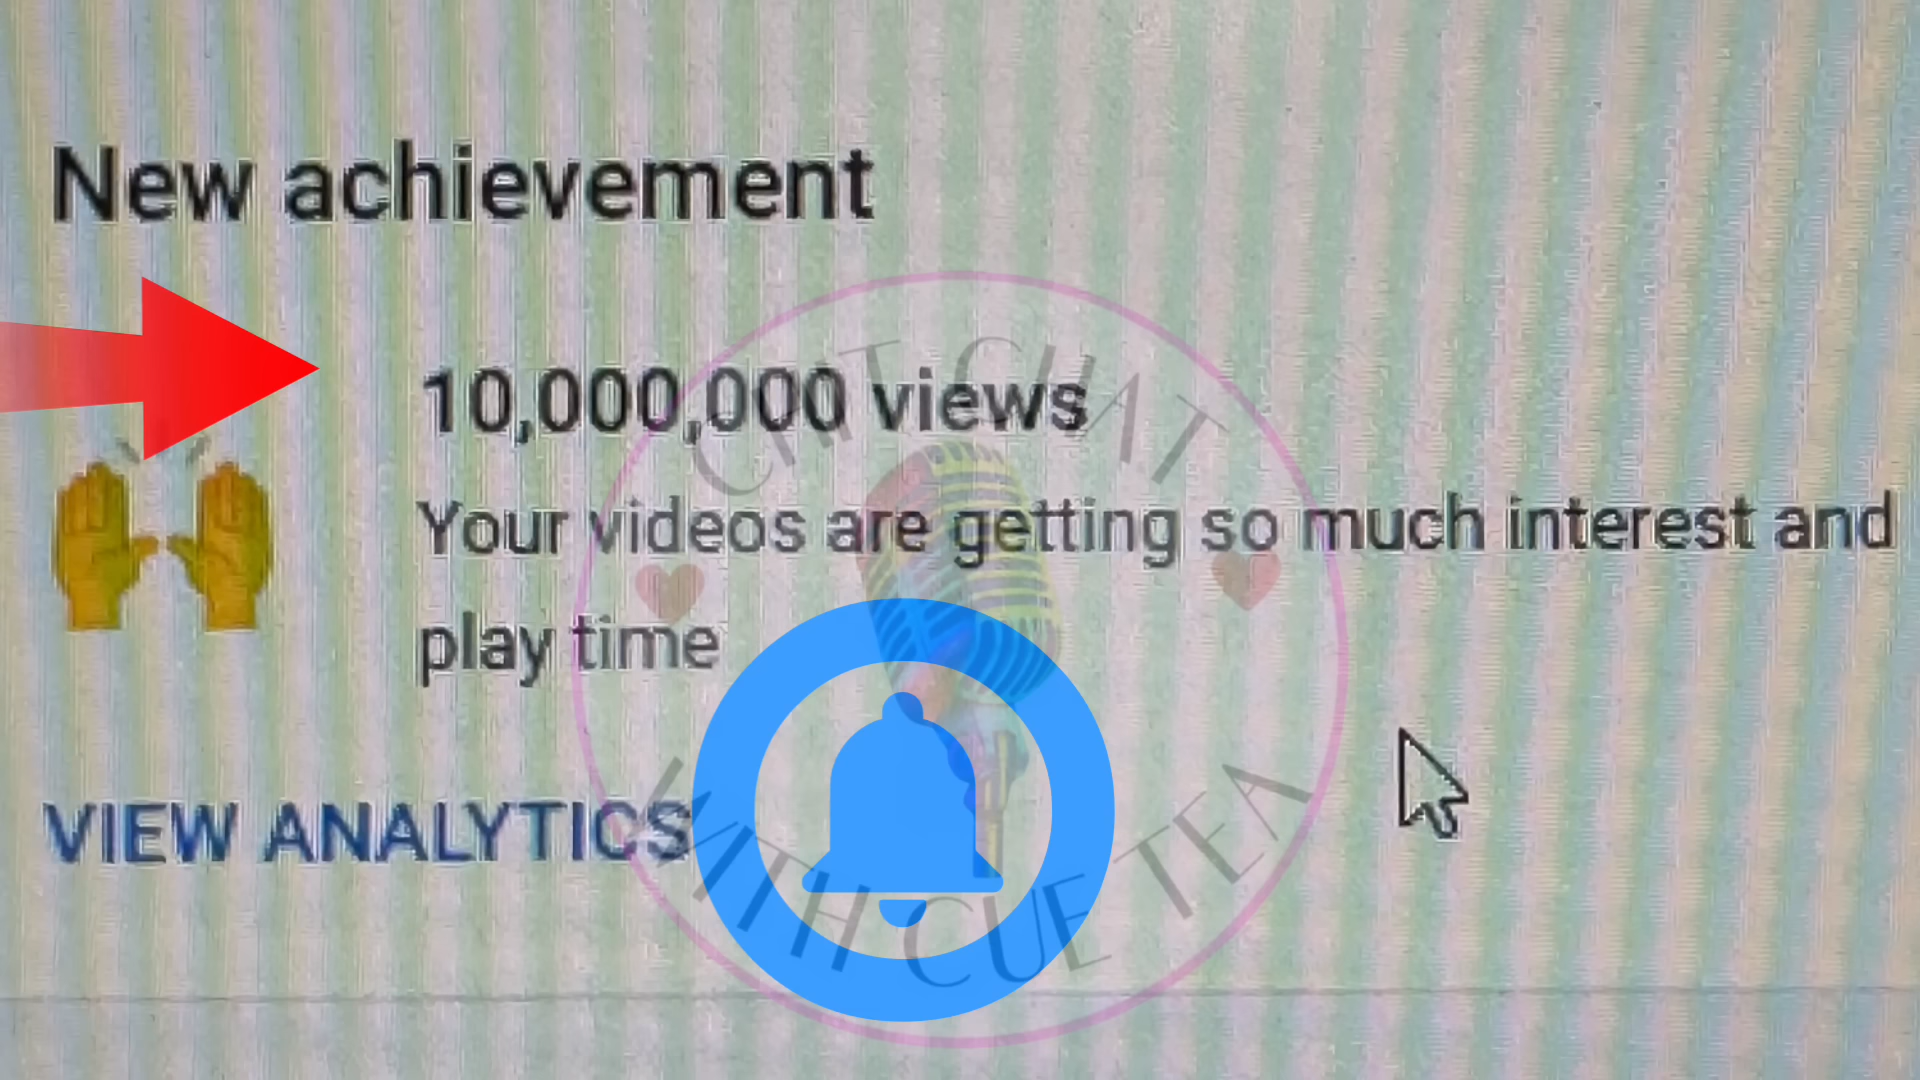 New achievement
10,000,000 views
Your videos are getting so much interest and
play time
VIEW ANALYTICS
CHIT CHAT
WITH CUE TEA